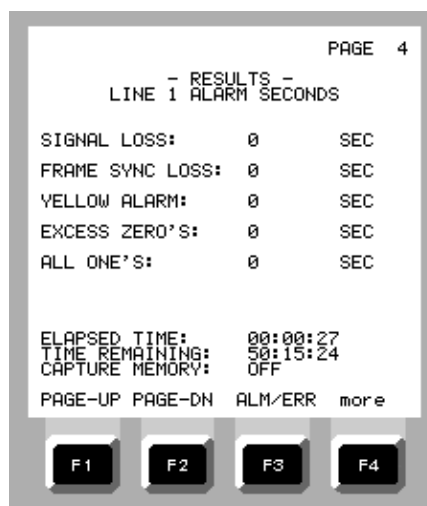 PAGE 4
- RESULTS -
LINE 1 ALARM SECONDS
SIGNAL LOSS: 0 SEC
FRAME SYNC LOSS: 0 SEC
YELLOW ALARM: 0 SEC
EXCESS ZERO'S: 0 SEC
ALL ONE'S: 0 SEC
ELAPSED TIME: 00:00:27
TIME REMAINING: 50:15:24
CAPTURE MEMORY: OFF
PAGE-UP PAGE-DN ALM/ERR more
F1 F2 F3 F4